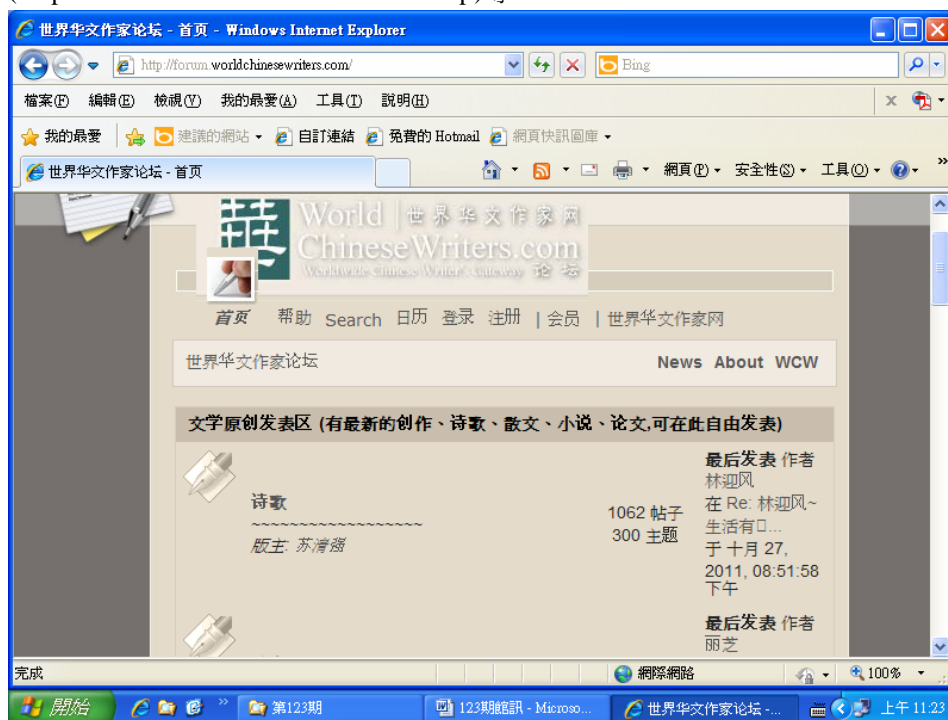 世界华文作家论坛 - 首页 - Windows Internet Explorer
http://forum.worldchinesewriters.com/
Bing
檔案(F) 編輯(E) 檢視(V) 我的最愛(A) 工具(T) 說明(H)
我的最愛 建議的網站 自訂連結 免費的 Hotmail 網頁快訊圖庫
世界华文作家论坛 - 首页 網頁(P) 安全性(S) 工具(O)
World 世界华文作家网
ChineseWriters.com
Worldwide Chinese Writers' Gateway 论坛
首页 帮助 Search 日历 登录 注册 | 会员 | 世界华文作家网
世界华文作家论坛 News About WCW
文学原创发表区 (有最新的创作、诗歌、散文、小说、论文,可在此自由发表)
诗歌
~~~~~~~~~~~~~~~~~~
版主: 苏清强
1062 帖子
300 主题
最后发表 作者
林迎风
在 Re: 林迎风~
生活有...
于 十月 27,
2011, 08:51:58
下午
最后发表 作者
丽芝
完成 網際網路 100%
開始 第123期 123期館訊 - Microso... 世界华文作家论坛 -... 上午 11:23